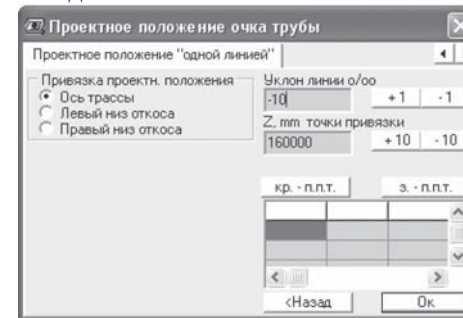 Проектное положение очка трубы
Проектное положение "одной линией"
Привязка проектн. положения
Ось трассы
Левый низ откоса
Правый низ откоса
Уклон линии о/оо
-10
+ 1
- 1
Z, mm точки привязки
160000
+ 10
- 10
кр. - п.п.т.
э. - п.п.т.
<Назад
Ок